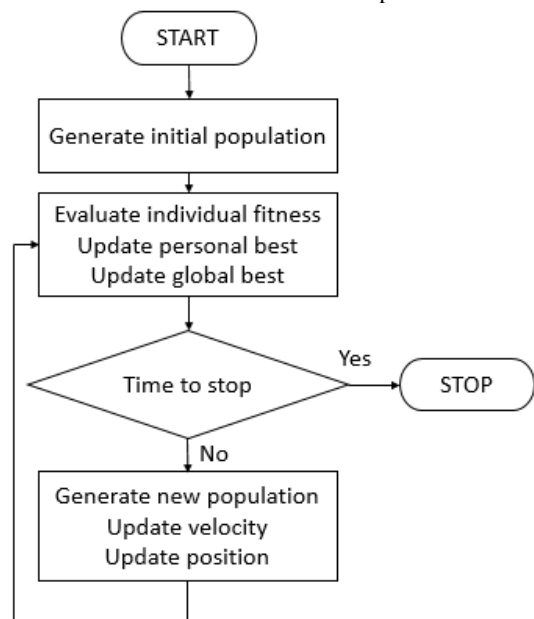 START
Generate initial population
Evaluate individual fitness
Update personal best
Update global best
Time to stop
Yes
STOP
No
Generate new population
Update velocity
Update position